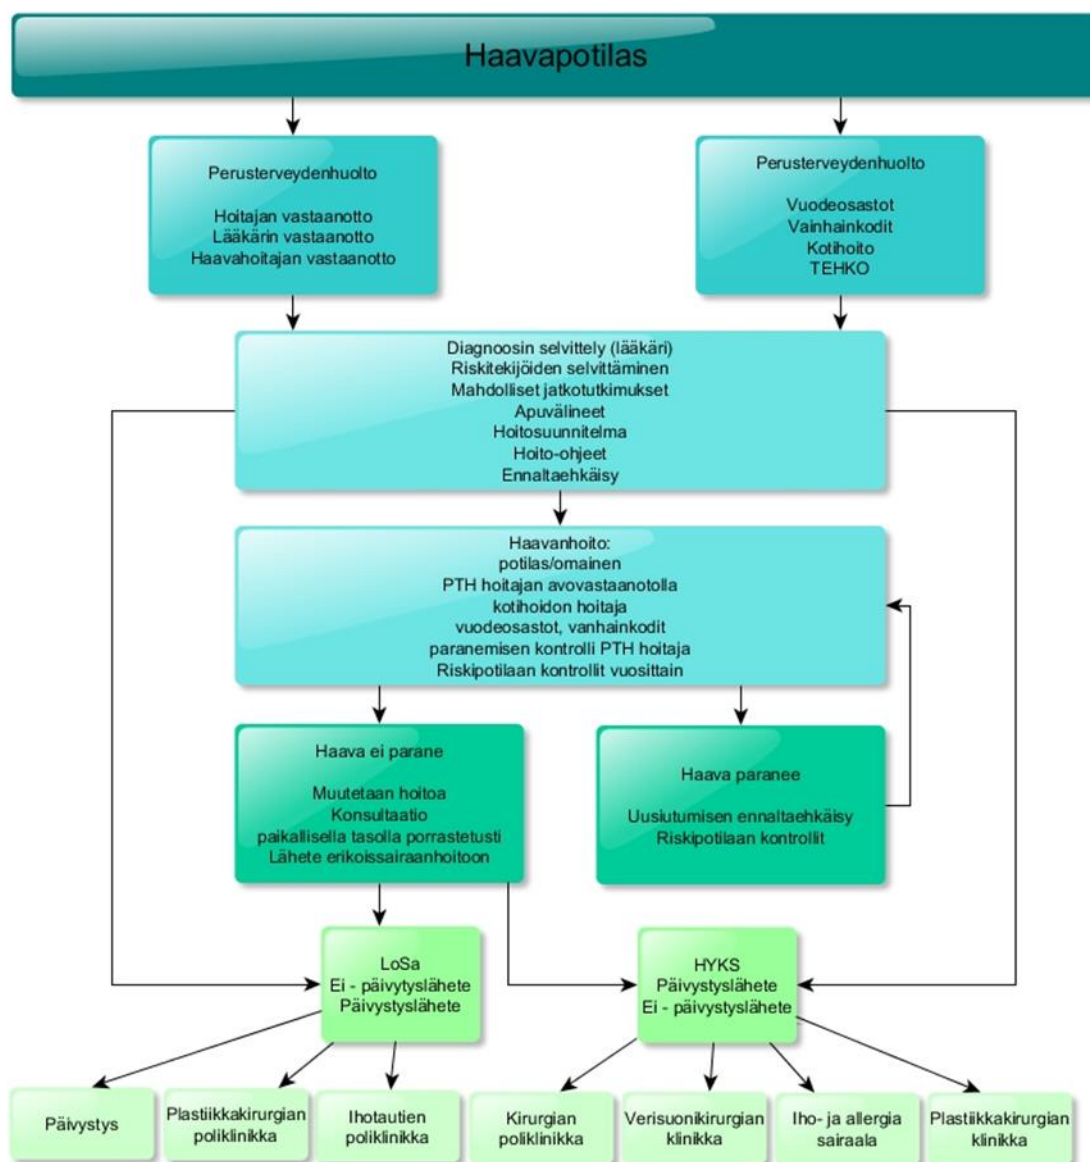 Haavapotilas
Perusterveydenhuolto
Hoitajan vastaanotto
Lääkärin vastaanotto
Haavahoitajan vastaanotto
Perusterveydenhuolto
Vuodeosastot
Vainhainkodit
Kotihoito
TEHKO
Diagnoosin selvittely (lääkäri)
Riskitekijöiden selvittäminen
Mahdolliset jatkotutkimukset
Apuvälineet
Hoitosuunnitelma
Hoito-ohjeet
Ennaltaehkäisy
Haavanhoito:
potilas/omainen
PTH hoitajan avovastaanotolla
kotihoidon hoitaja
vuodeosastot, vanhainkodit
paranemisen kontrolli PTH hoitaja
Riskipotilaan kontrollit vuosittain
Haava ei parane
Muutetaan hoitoa
Konsultaatio
paikallisella tasolla porrastetusti
Lähete erikoissairaanhoitoon
Haava paranee
Uusiutumisen ennaltaehkäisy
Riskipotilaan kontrollit
LoSa
Ei - päivytyslähete
Päivystyslähete
HYKS
Päivystyslähete
Ei - päivystyslähete
Päivystys
Plastiikkakirurgian
poliklinikka
Ihotautien
poliklinikka
Kirurgian
poliklinikka
Verisuonikirurgian
klinikka
Iho- ja allergia
sairaala
Plastiikkakirurgian
klinikka